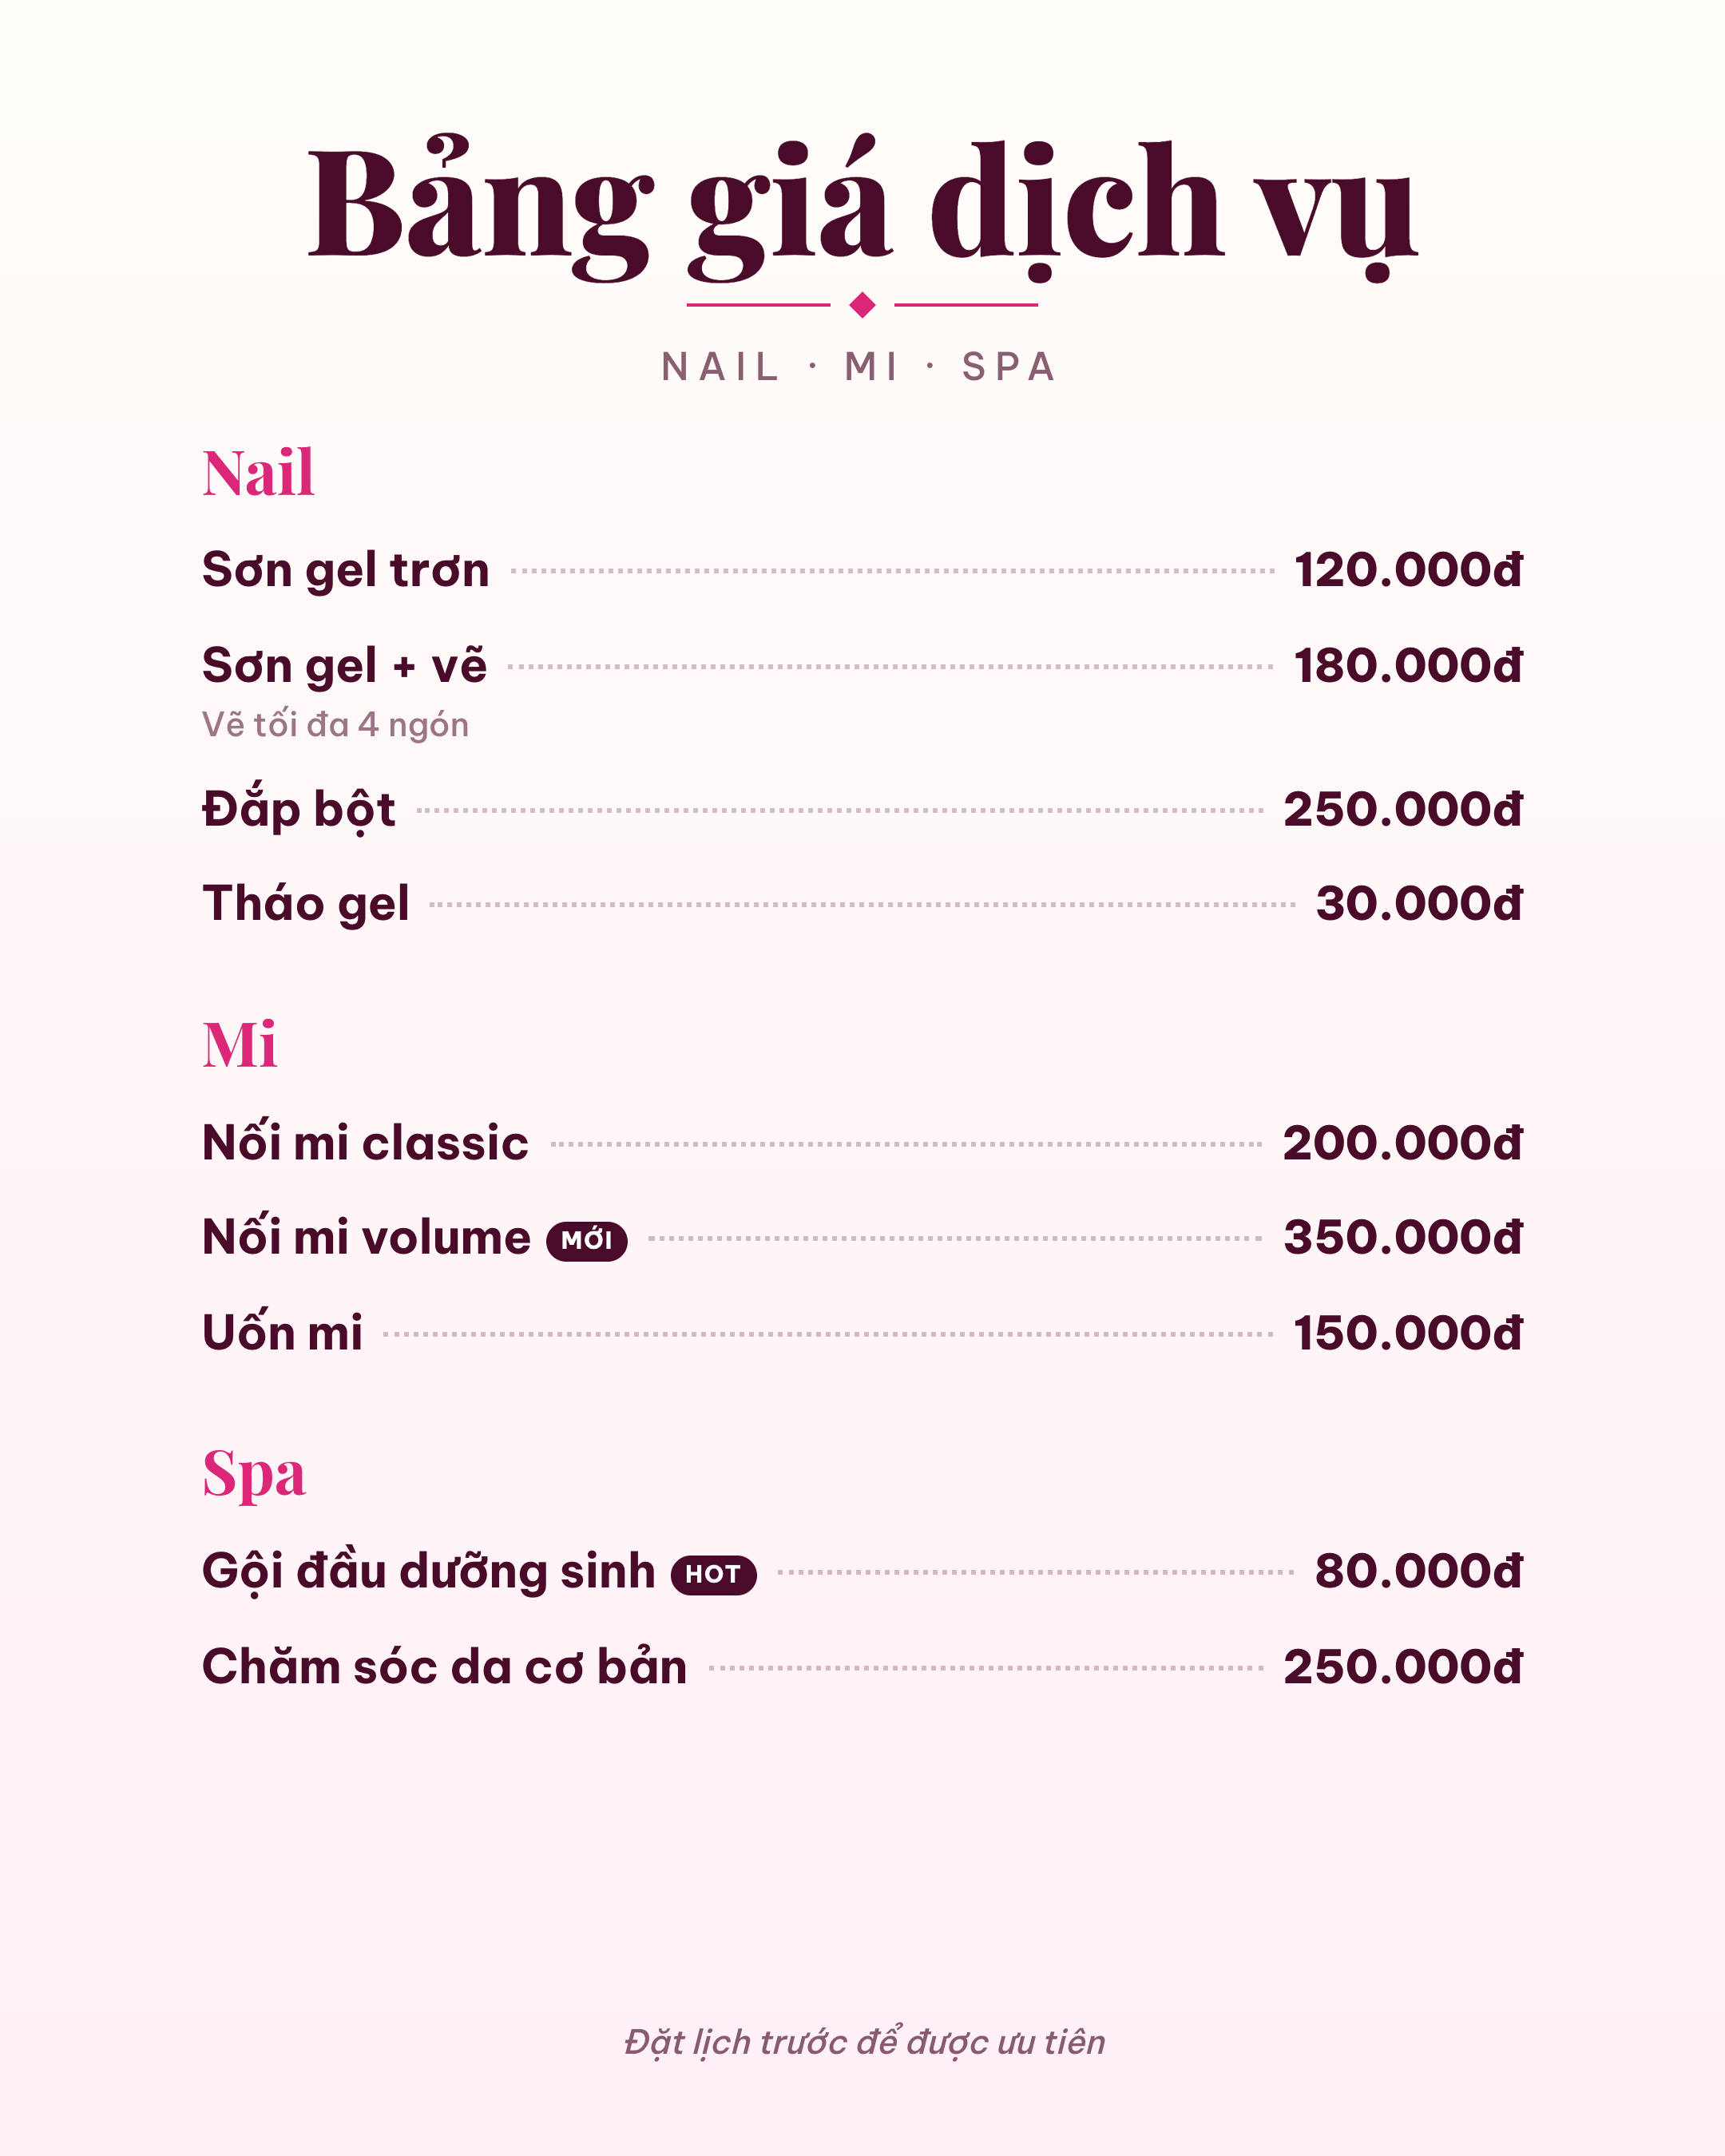 Bảng giá dịch vụ
NAIL · MI · SPA
Nail
Sơn gel trơn 120.000đ
Sơn gel + vẽ 180.000đ
Vẽ tối đa 4 ngón
Đắp bột 250.000đ
Tháo gel 30.000đ
Mi
Nối mi classic 200.000đ
Nối mi volume MỚI 350.000đ
Uốn mi 150.000đ
Spa
Gội đầu dưỡng sinh HOT 80.000đ
Chăm sóc da cơ bản 250.000đ
Đặt lịch trước để được ưu tiên